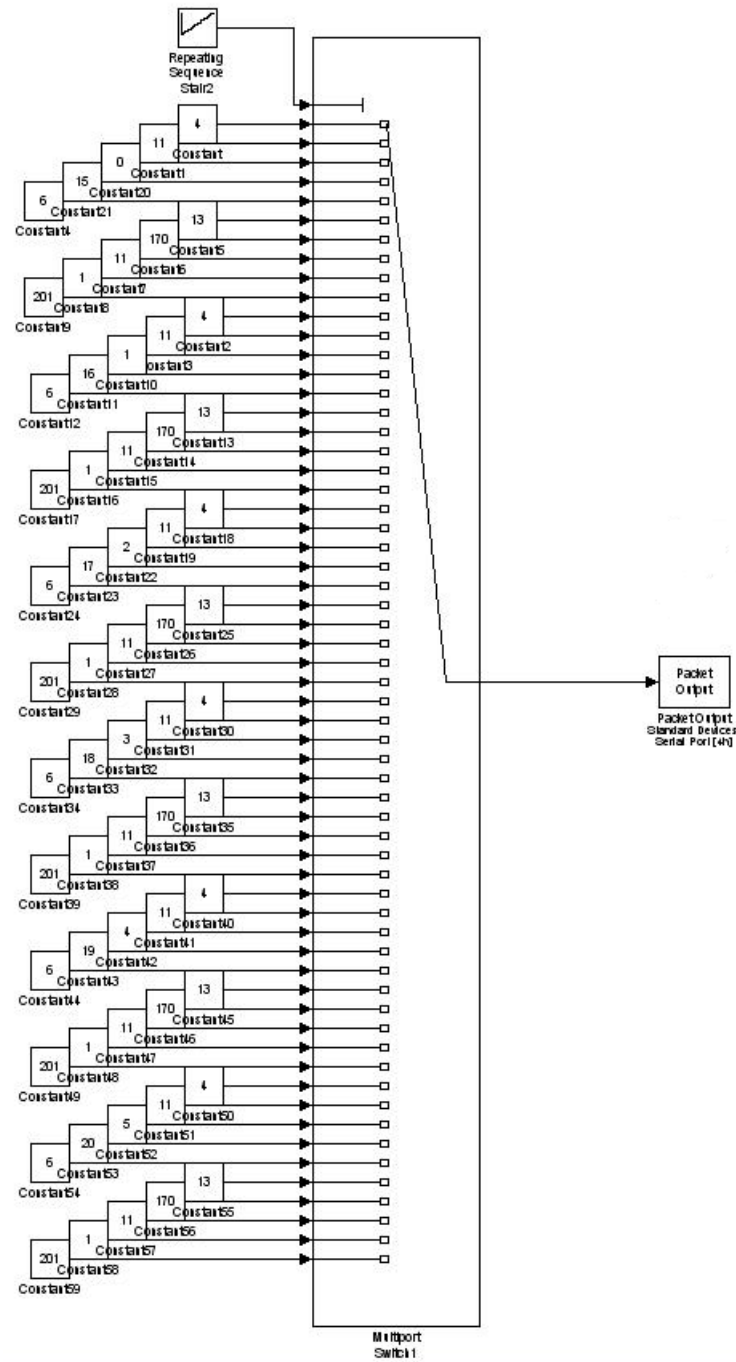 Repeating
Sequence
Stair2
4
Constant
11
Constant1
0
Constant20
15
Constant21
6
Constant4
13
Constant5
170
Constant6
11
Constant7
1
Constant8
201
Constant9
4
Constant2
11
onstant3
1
Constant10
16
Constant11
6
Constant12
13
Constant13
170
Constant14
11
Constant15
1
Constant16
201
Constant17
4
Constant18
11
Constant19
2
Constant22
17
Constant23
6
Constant24
13
Constant25
170
Constant26
11
Constant27
1
Constant28
201
Constant29
4
Constant30
11
Constant31
3
Constant32
18
Constant33
6
Constant34
13
Constant35
170
Constant36
11
Constant37
1
Constant38
201
Constant39
4
Constant40
11
Constant41
4
Constant42
19
Constant43
6
Constant44
13
Constant45
170
Constant46
11
Constant47
1
Constant48
201
Constant49
4
Constant50
11
Constant51
5
Constant52
20
Constant53
6
Constant54
13
Constant55
170
Constant56
11
Constant57
1
Constant58
201
Constant59
Multiport
Switch1
Packet
Output
Packet Output
Standard Devices
Serial Port [4h]